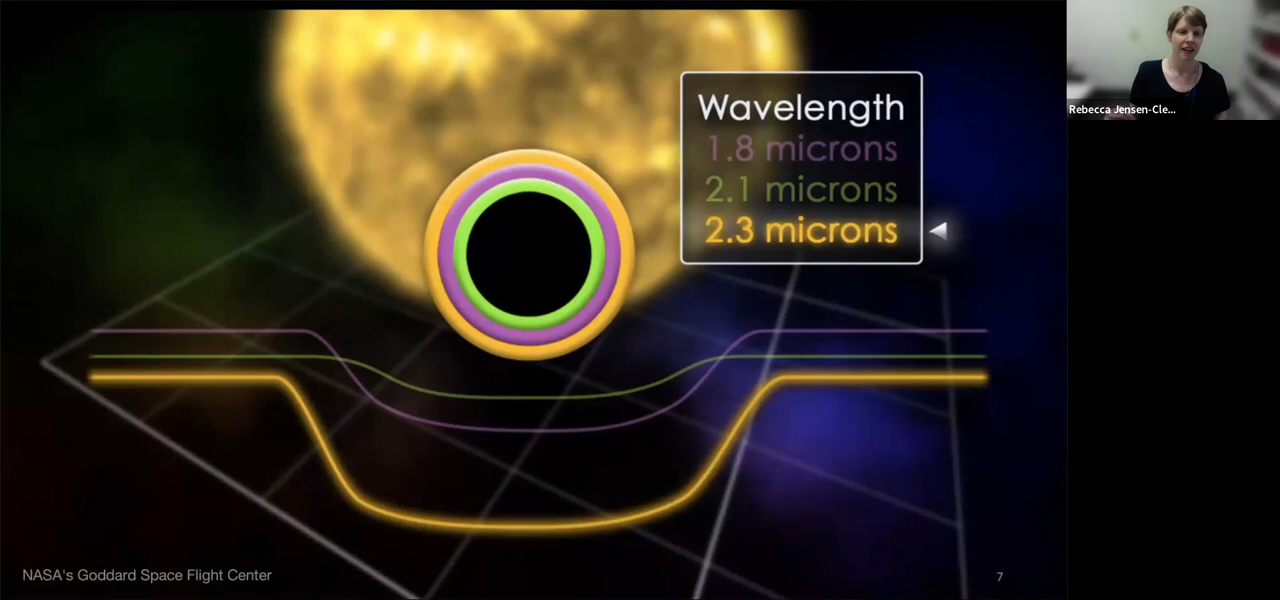 Wavelength
1.8 microns
2.1 microns
2.3 microns
Rebecca Jensen-Cle...
NASA's Goddard Space Flight Center
7